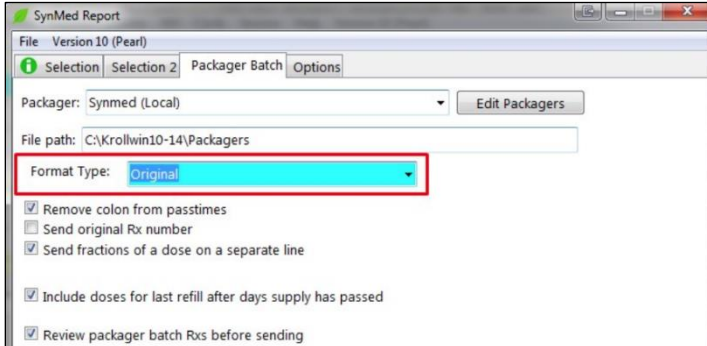 SynMed Report
File Version 10 (Pearl)
Selection Selection 2 Packager Batch Options
Packager: Synmed (Local) Edit Packagers
File path: C:\Krollwin10-14\Packagers
Format Type: Original
Remove colon from passtimes
Send original Rx number
Send fractions of a dose on a separate line
Include doses for last refill after days supply has passed
Review packager batch Rxs before sending